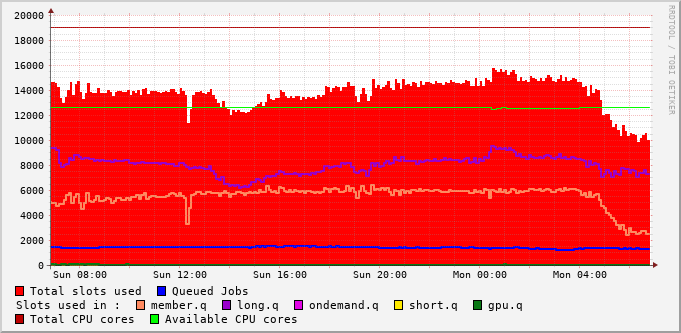 20000
18000
16000
14000
12000
10000
8000
6000
4000
2000
0
Sun 08:00 Sun 12:00 Sun 16:00 Sun 20:00 Mon 00:00 Mon 04:00
RRDTOOL / TOBI OETIKER
Total slots used Queued Jobs
Slots used in : member.q long.q ondemand.q short.q gpu.q
Total CPU cores Available CPU cores